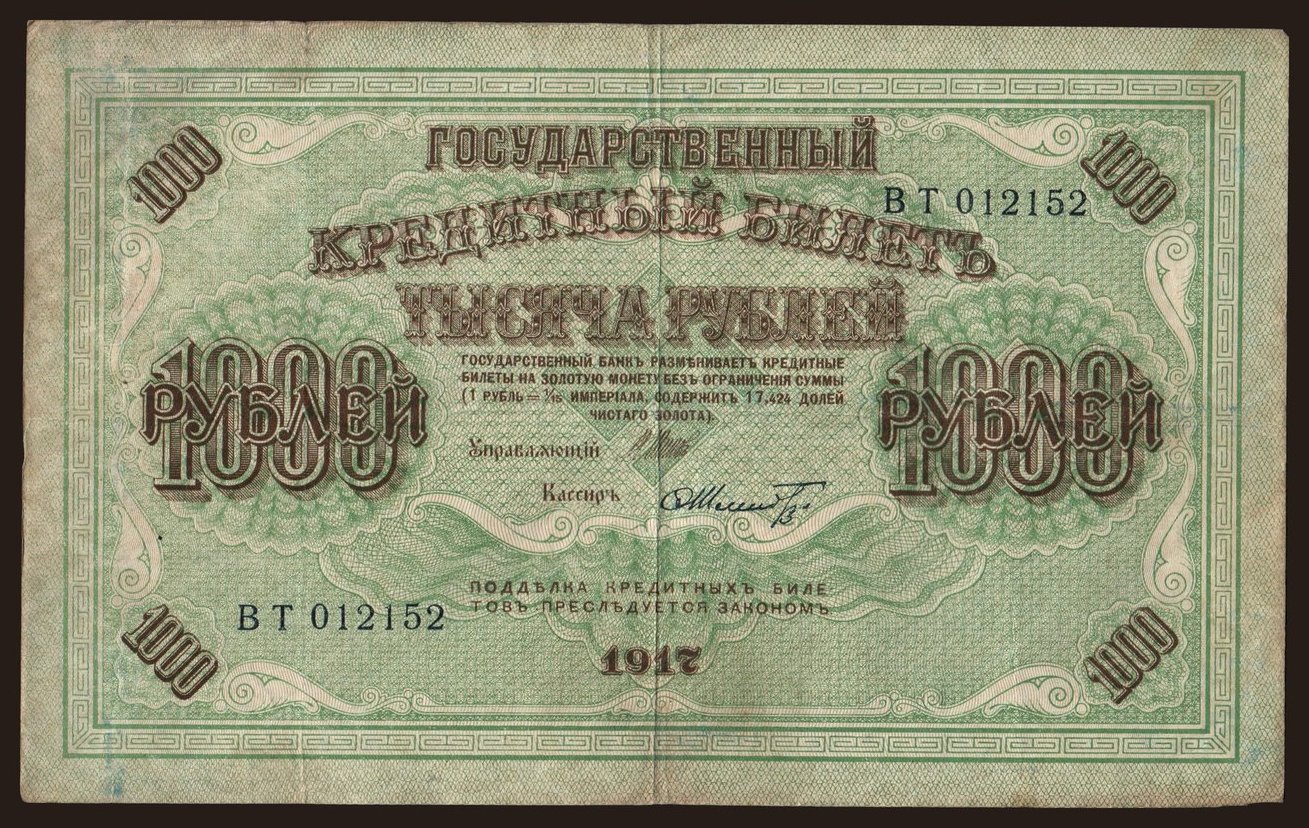 1000
ГОСУДАРСТВЕННЫЙ
1000
КРЕДИТНЫЙ БИЛЕТЪ
ВТ 012152
ТЫСЯЧА РУБЛЕЙ
1000
РУБЛЕЙ
ГОСУДАРСТВЕННЫЙ БАНКЪ РАЗМѢНИВАЕТЪ КРЕДИТНЫЕ
БИЛЕТЫ НА ЗОЛОТУЮ МОНЕТУ БЕЗЪ ОГРАНИЧЕНІЯ СУММЫ
(1 РУБЛЬ = 1/15 ИМПЕРІАЛА, СОДЕРЖИТЪ 17,424 ДОЛЕЙ
ЧИСТАГО ЗОЛОТА).
1000
РУБЛЕЙ
Управляющій
Кассиръ
ПОДДѢЛКА КРЕДИТНЫХЪ БИЛЕ
ТОВЪ ПРЕСЛѢДУЕТСЯ ЗАКОНОМЪ
ВТ 012152
1000
1917
1000